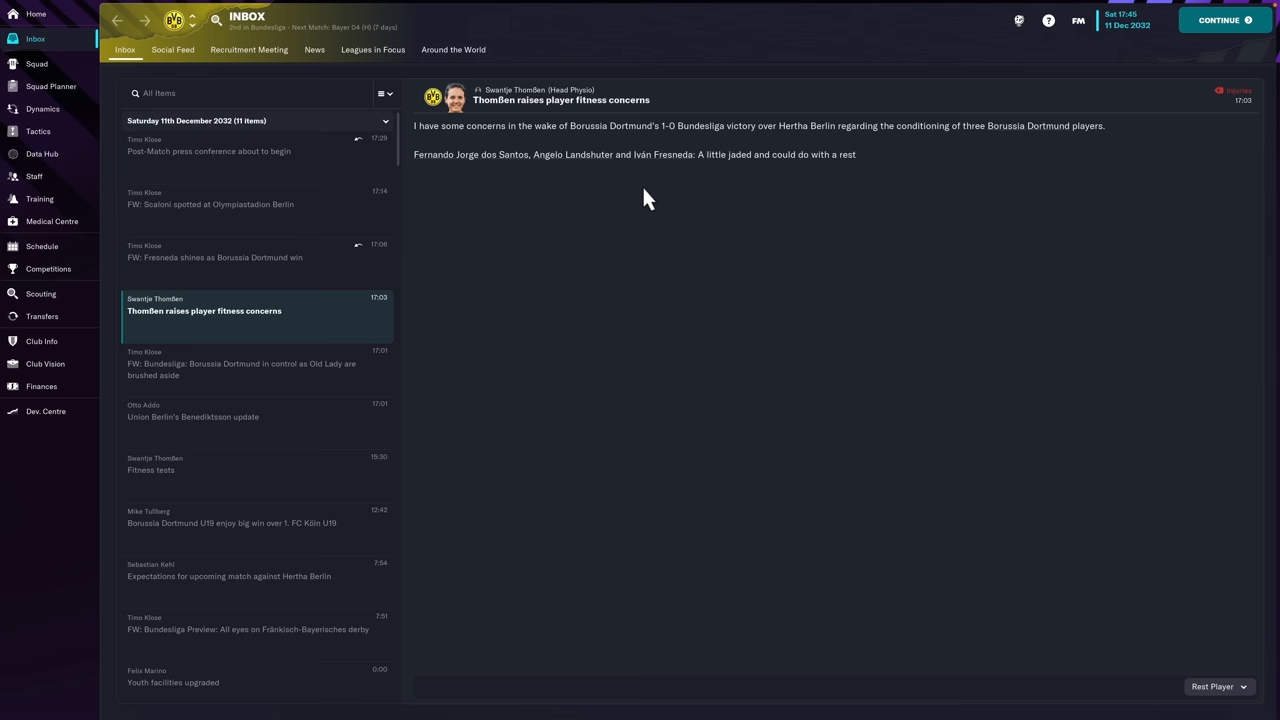 Home
Inbox
Squad
Squad Planner
Dynamics
Tactics
Data Hub
Staff
Training
Medical Centre
Schedule
Competitions
Scouting
Transfers
Club Info
Club Vision
Finances
Dev. Centre
INBOX
2nd in Bundesliga - Next Match: Bayer 04 (H) (7 days)
FM
Sat 17:45
11 Dec 2032
CONTINUE
Inbox Social Feed Recruitment Meeting News Leagues in Focus Around the World
All Items
Saturday 11th December 2032 (11 items)
Timo Klose 17:29
Post-Match press conference about to begin
Timo Klose 17:14
FW: Scaloni spotted at Olympiastadion Berlin
Timo Klose 17:06
FW: Fresneda shines as Borussia Dortmund win
Swantje Thomßen 17:03
Thomßen raises player fitness concerns
Timo Klose 17:01
FW: Bundesliga: Borussia Dortmund in control as Old Lady are
brushed aside
Otto Addo 17:01
Union Berlin's Benediktsson update
Swantje Thomßen 15:30
Fitness tests
Mike Tullberg 12:42
Borussia Dortmund U19 enjoy big win over 1. FC Köln U19
Sebastian Kehl 7:54
Expectations for upcoming match against Hertha Berlin
Timo Klose 7:51
FW: Bundesliga Preview: All eyes on Fränkisch-Bayerisches derby
Felix Marino 0:00
Youth facilities upgraded
BVB
09
Swantje Thomßen (Head Physio)
Thomßen raises player fitness concerns
Injuries
17:03
I have some concerns in the wake of Borussia Dortmund's 1-0 Bundesliga victory over Hertha Berlin regarding the conditioning of three Borussia Dortmund players.
Fernando Jorge dos Santos, Angelo Landshuter and Iván Fresneda: A little jaded and could do with a rest
Rest Player